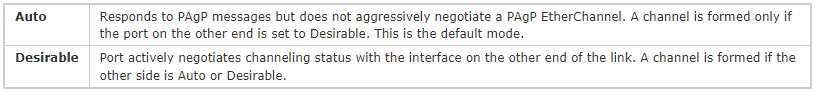 Auto Responds to PAgP messages but does not aggressively negotiate a PAgP EtherChannel. A channel is formed only if
the port on the other end is set to Desirable. This is the default mode.
Desirable Port actively negotiates channeling status with the interface on the other end of the link. A channel is formed if the
other side is Auto or Desirable.